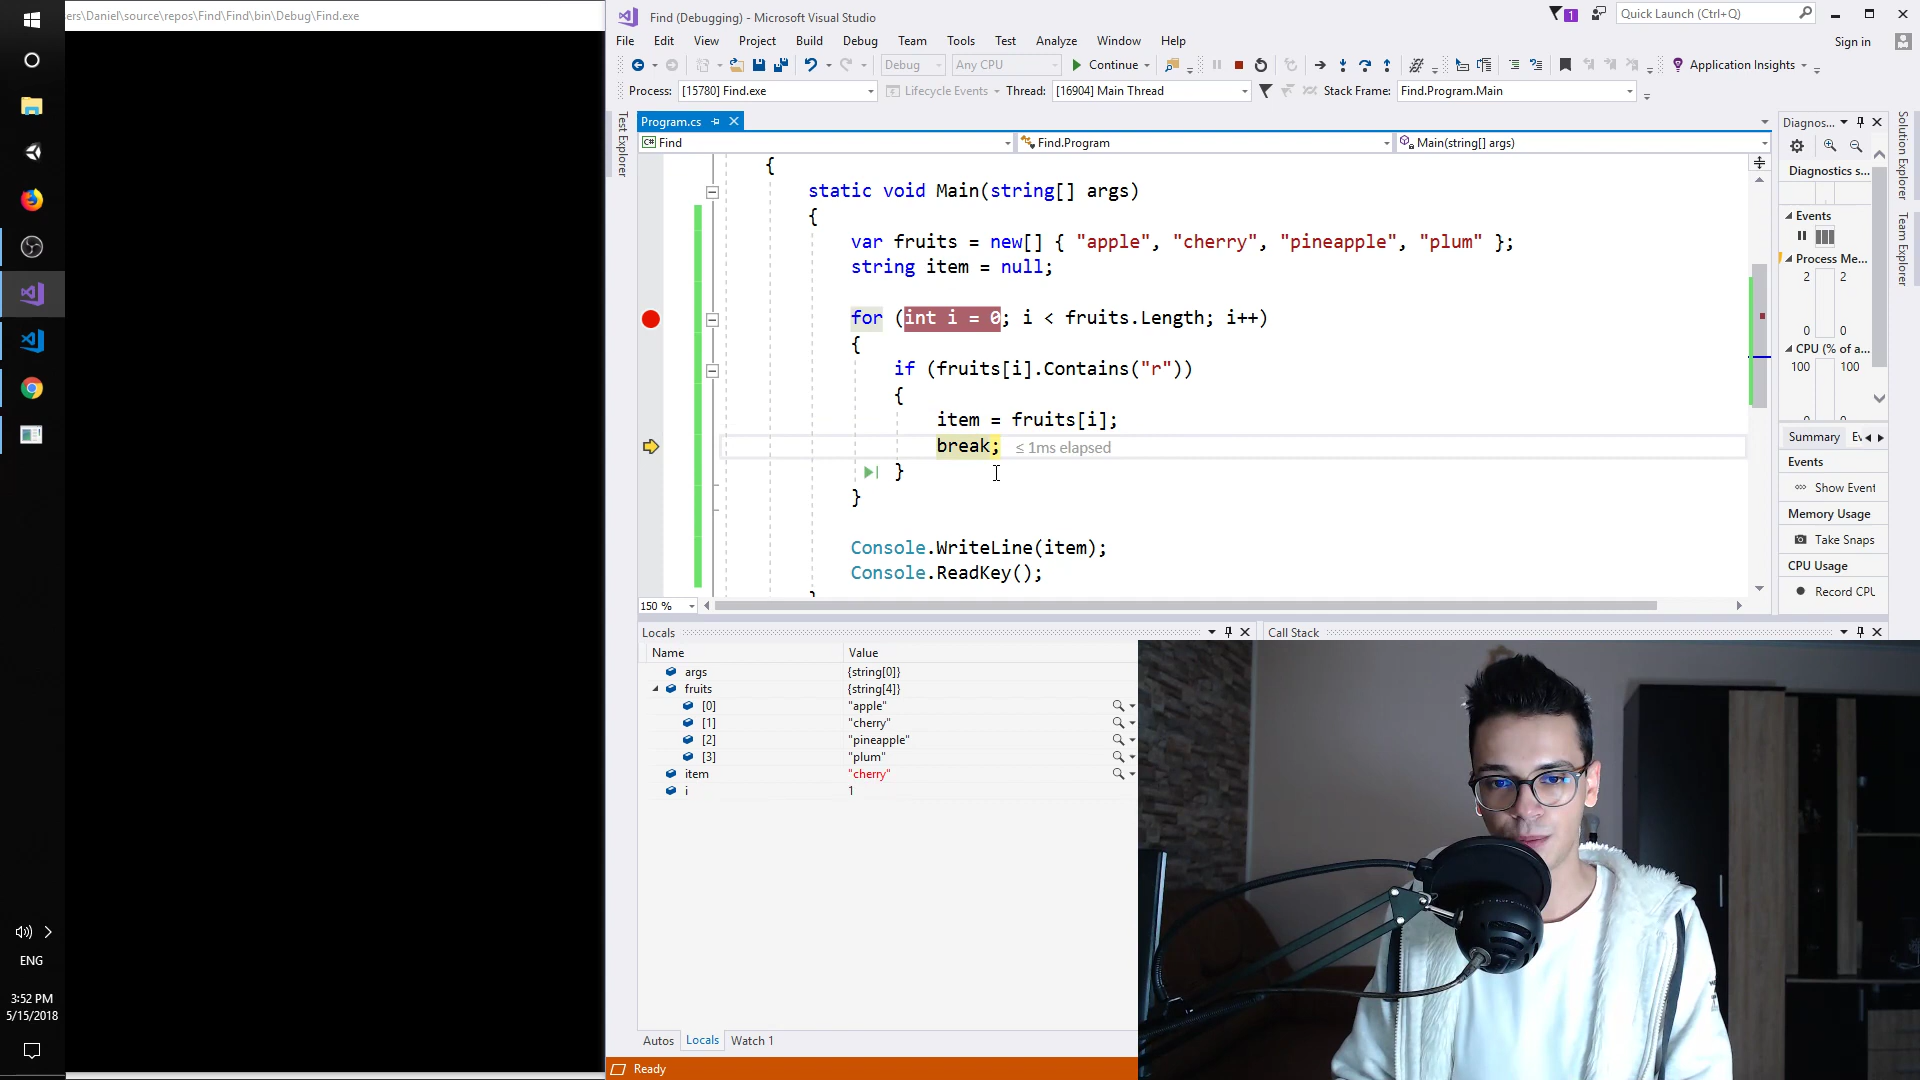 ers\Daniel\source\repos\Find\Find\bin\Debug\Find.exe
Find (Debugging) - Microsoft Visual Studio
1
Quick Launch (Ctrl+Q)
File Edit View Project Build Debug Team Tools Test Analyze Window Help
Sign in
Debug Any CPU Continue Application Insights
Process: [15780] Find.exe Lifecycle Events Thread: [16904] Main Thread Stack Frame: Find.Program.Main
Test Explorer
Program.cs
C# Find Find.Program Main(string[] args)
{
static void Main(string[] args)
{
var fruits = new[] { "apple", "cherry", "pineapple", "plum" };
string item = null;
for (int i = 0; i < fruits.Length; i++)
{
if (fruits[i].Contains("r"))
{
item = fruits[i];
break; ≤ 1ms elapsed
}
}
Console.WriteLine(item);
Console.ReadKey();
150 %
Diagnos...
Diagnostics s...
Events
Process Me...
2 2
0 0
CPU (% of a...
100 100
Summary
Events
Show Event
Memory Usage
Take Snaps
CPU Usage
Record CPU
Solution Explorer
Team Explorer
Locals
Name Value
args {string[0]}
fruits {string[4]}
[0] "apple"
[1] "cherry"
[2] "pineapple"
[3] "plum"
item "cherry"
i 1
Autos Locals Watch 1
Call Stack
Ready
ENG
3:52 PM
5/15/2018